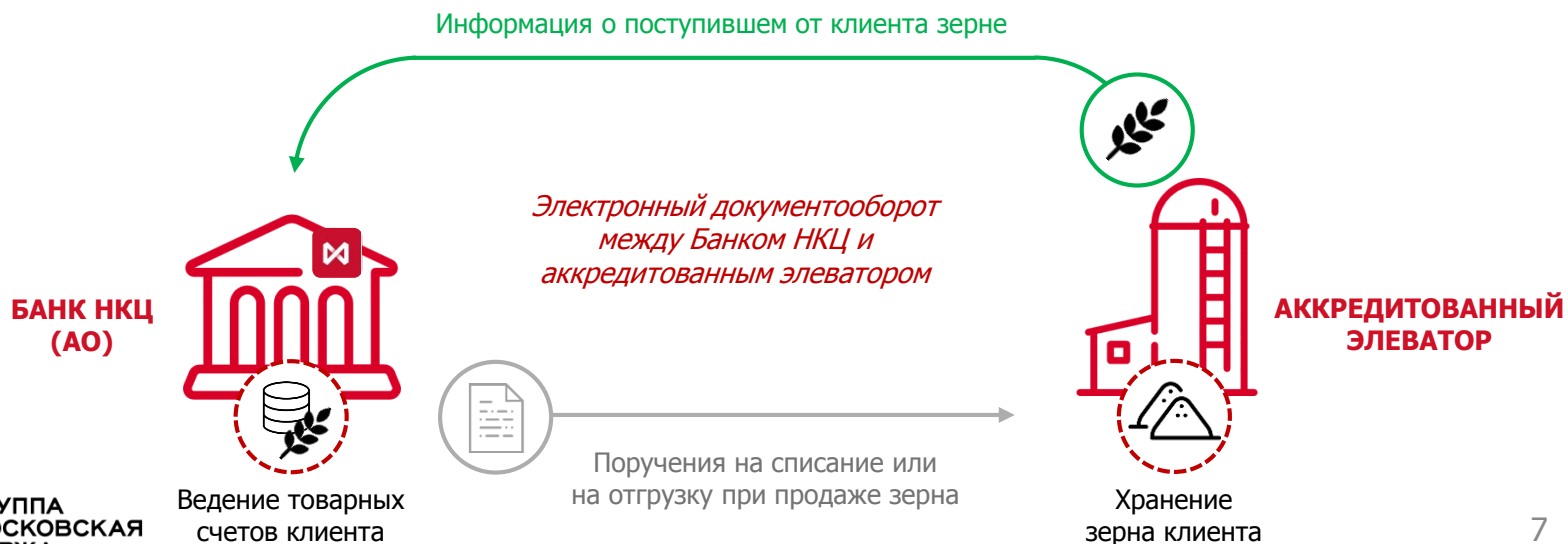 Информация о поступившем от клиента зерне
Электронный документооборот
между Банком НКЦ и
аккредитованным элеватором
БАНК НКЦ
(АО)
АККРЕДИТОВАННЫЙ
ЭЛЕВАТОР
Поручения на списание или
на отгрузку при продаже зерна
Ведение товарных
счетов клиента
Хранение
зерна клиента
7